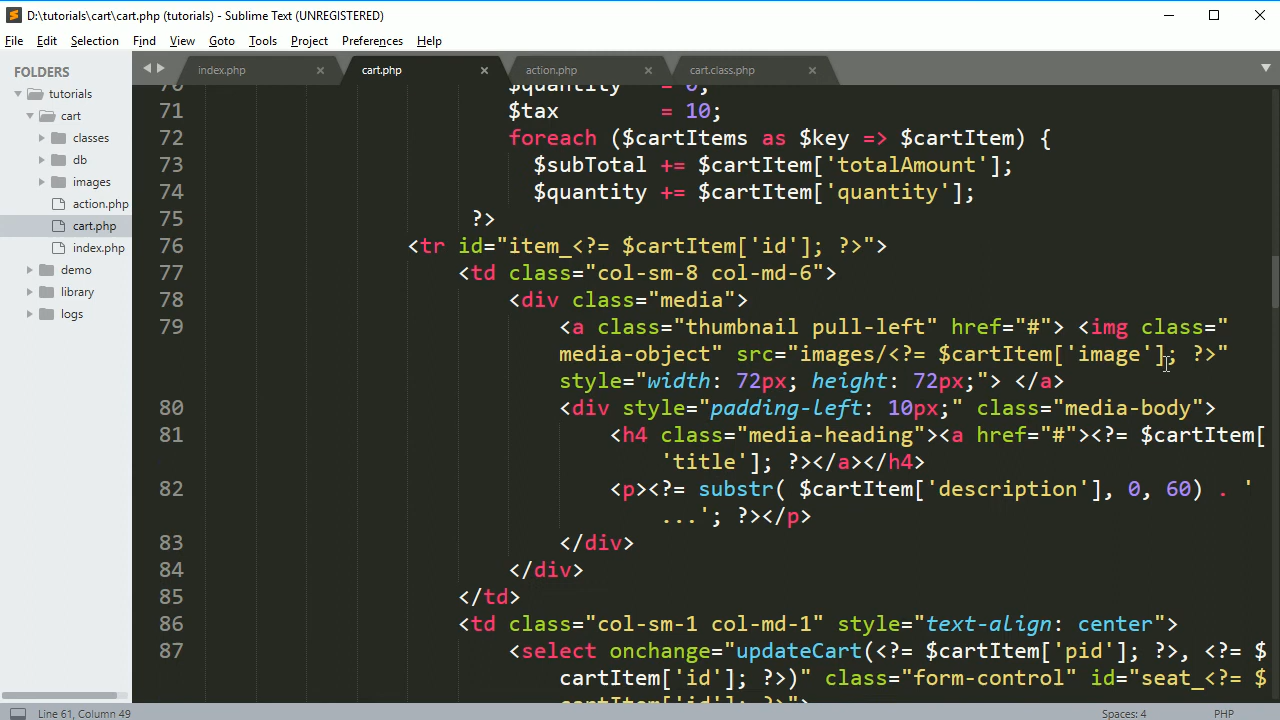 D:\tutorials\cart\cart.php (tutorials) - Sublime Text (UNREGISTERED)
File Edit Selection Find View Goto Tools Project Preferences Help
FOLDERS
tutorials
cart
classes
db
images
action.php
cart.php
index.php
demo
library
logs
index.php cart.php action.php cart.class.php
70 $quantity = 0;
71 $tax = 10;
72 foreach ($cartItems as $key => $cartItem) {
73 $subTotal += $cartItem['totalAmount'];
74 $quantity += $cartItem['quantity'];
75 ?>
76 <tr id="item_<?= $cartItem['id']; ?>">
77 <td class="col-sm-8 col-md-6">
78 <div class="media">
79 <a class="thumbnail pull-left" href="#"> <img class="
media-object" src="images/<?= $cartItem['image']; ?>"
style="width: 72px; height: 72px;"> </a>
80 <div style="padding-left: 10px;" class="media-body">
81 <h4 class="media-heading"><a href="#"><?= $cartItem[
'title']; ?></a></h4>
82 <p><?= substr( $cartItem['description'], 0, 60) . '
...'; ?></p>
83 </div>
84 </div>
85 </td>
86 <td class="col-sm-1 col-md-1" style="text-align: center">
87 <select onchange="updateCart(<?= $cartItem['pid']; ?>, <?= $
cartItem['id']; ?>)" class="form-control" id="seat_<?= $
cartItem['id']; ?>">
Line 61, Column 49 Spaces: 4 PHP